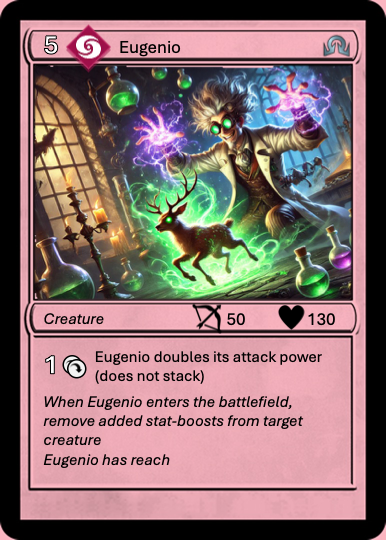 5 Eugenio
Creature 50 130
1 Eugenio doubles its attack power
(does not stack)
When Eugenio enters the battlefield,
remove added stat-boosts from target
creature
Eugenio has reach